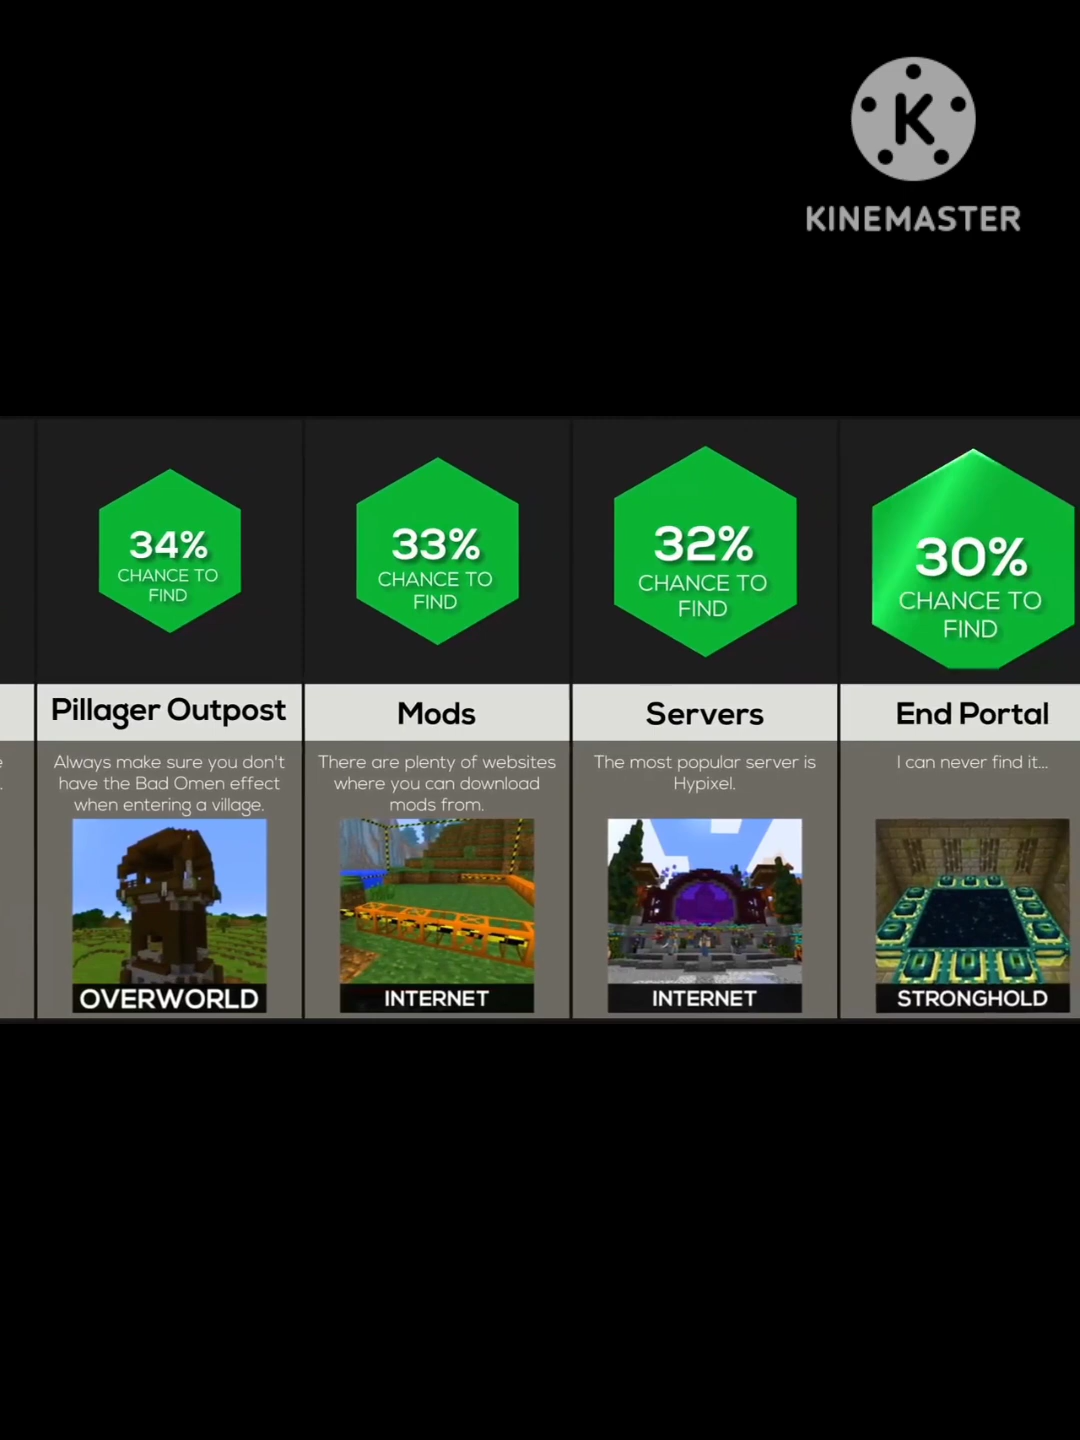 K
KINEMASTER
34%
CHANCE TO
FIND
Pillager Outpost
Always make sure you don't
have the Bad Omen effect
when entering a village.
OVERWORLD
33%
CHANCE TO
FIND
Mods
There are plenty of websites
where you can download
mods from.
INTERNET
32%
CHANCE TO
FIND
Servers
The most popular server is
Hypixel.
INTERNET
30%
CHANCE TO
FIND
End Portal
I can never find it...
STRONGHOLD